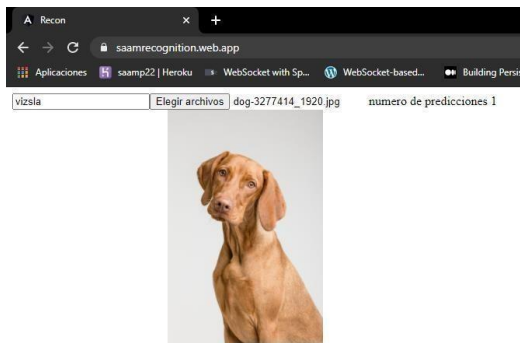 Recon
saamrecognition.web.app
Aplicaciones saamp22 | Heroku WebSocket with Sp... WebSocket-based... Building Persis
vizsla Elegir archivos dog-3277414_1920.jpg numero de predicciones 1